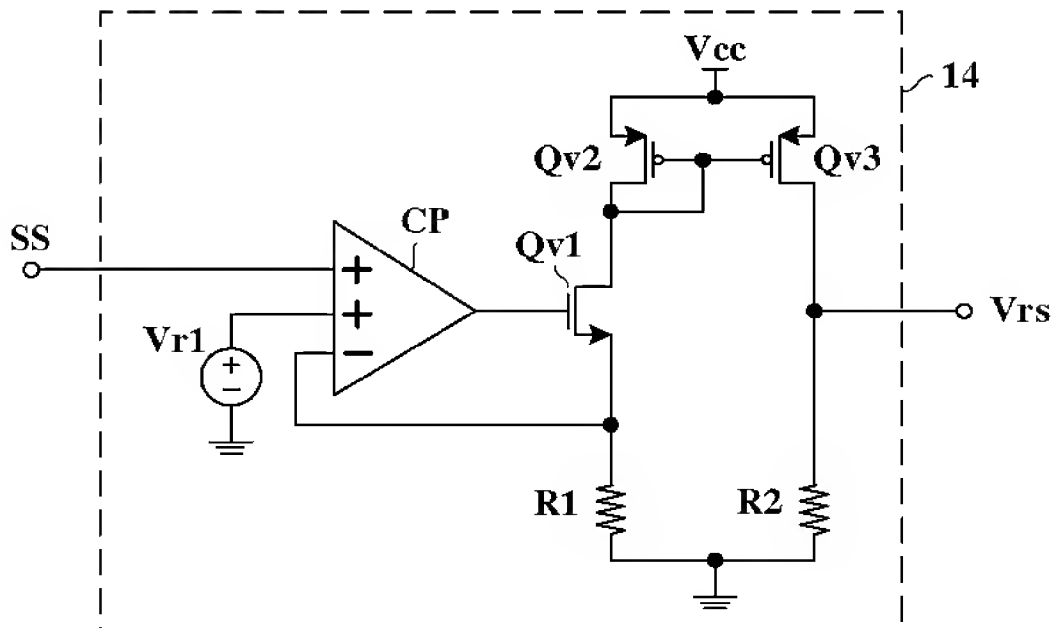 Vcc
14
Qv2
Qv3
CP
SS
Qv1
+
+
−
Vr1
+
−
Vrs
R1
R2